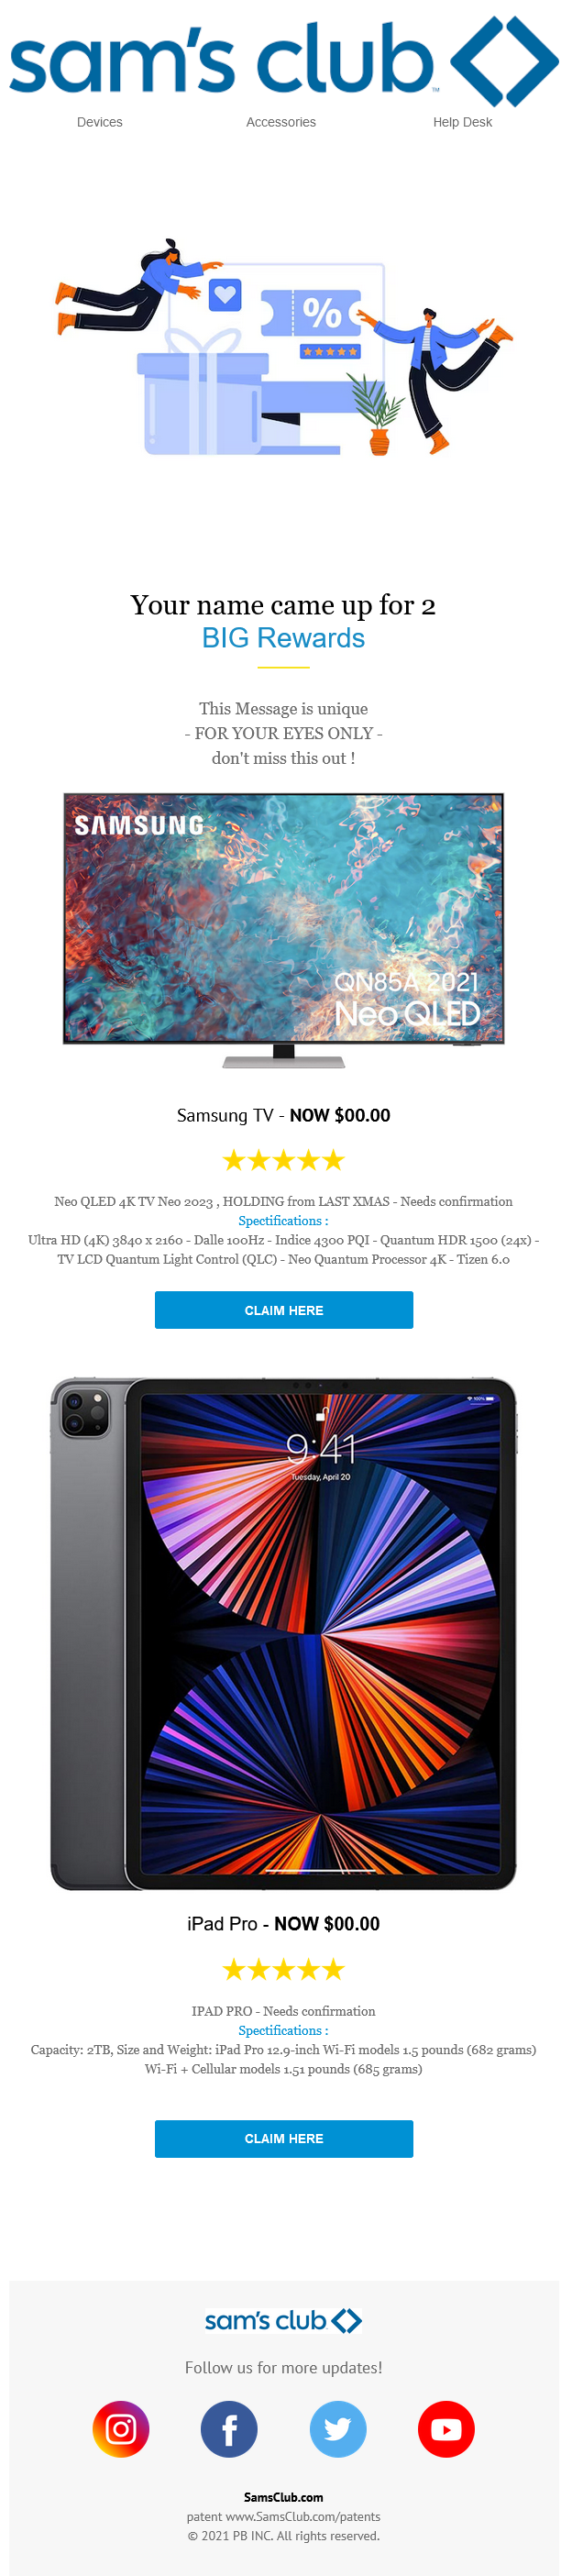 sam's club™
Devices Accessories Help Desk
%
Your name came up for 2
BIG Rewards
This Message is unique
- FOR YOUR EYES ONLY -
don't miss this out !
SAMSUNG
QN85A 2021
Neo QLED
Samsung TV - NOW $00.00
Neo QLED 4K TV Neo 2023 , HOLDING from LAST XMAS - Needs confirmation
Spectifications :
Ultra HD (4K) 3840 x 2160 - Dalle 100Hz - Indice 4300 PQI - Quantum HDR 1500 (24x) -
TV LCD Quantum Light Control (QLC) - Neo Quantum Processor 4K - Tizen 6.0
CLAIM HERE
100%
9:41
Tuesday, April 20
iPad Pro - NOW $00.00
IPAD PRO - Needs confirmation
Spectifications :
Capacity: 2TB, Size and Weight: iPad Pro 12.9-inch Wi-Fi models 1.5 pounds (682 grams)
Wi-Fi + Cellular models 1.51 pounds (685 grams)
CLAIM HERE
sam's club
Follow us for more updates!
SamsClub.com
patent www.SamsClub.com/patents
© 2021 PB INC. All rights reserved.